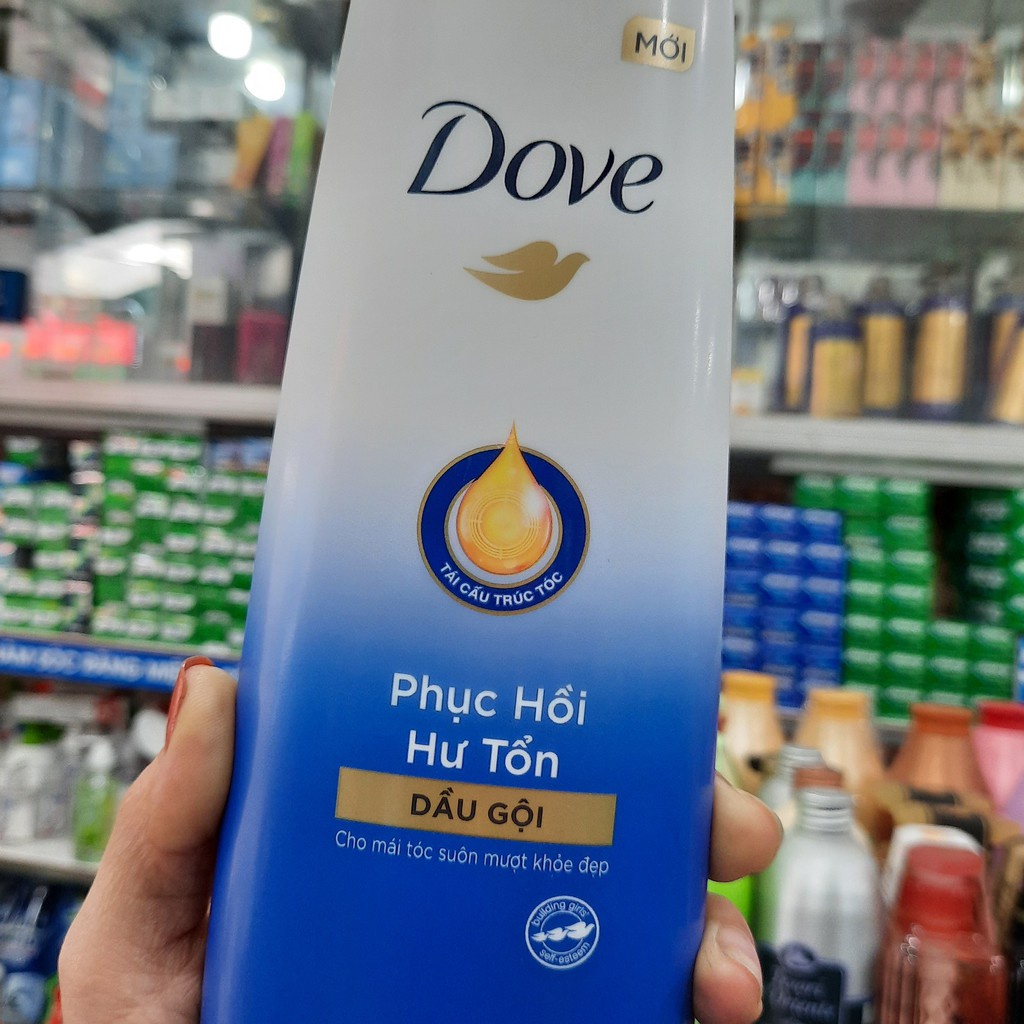 MỚI
Dove
TÁI CẤU TRÚC TÓC
Phục Hồi
Hư Tổn
DẦU GỘI
Cho mái tóc suôn mượt khỏe đẹp
building girls'
self-esteem